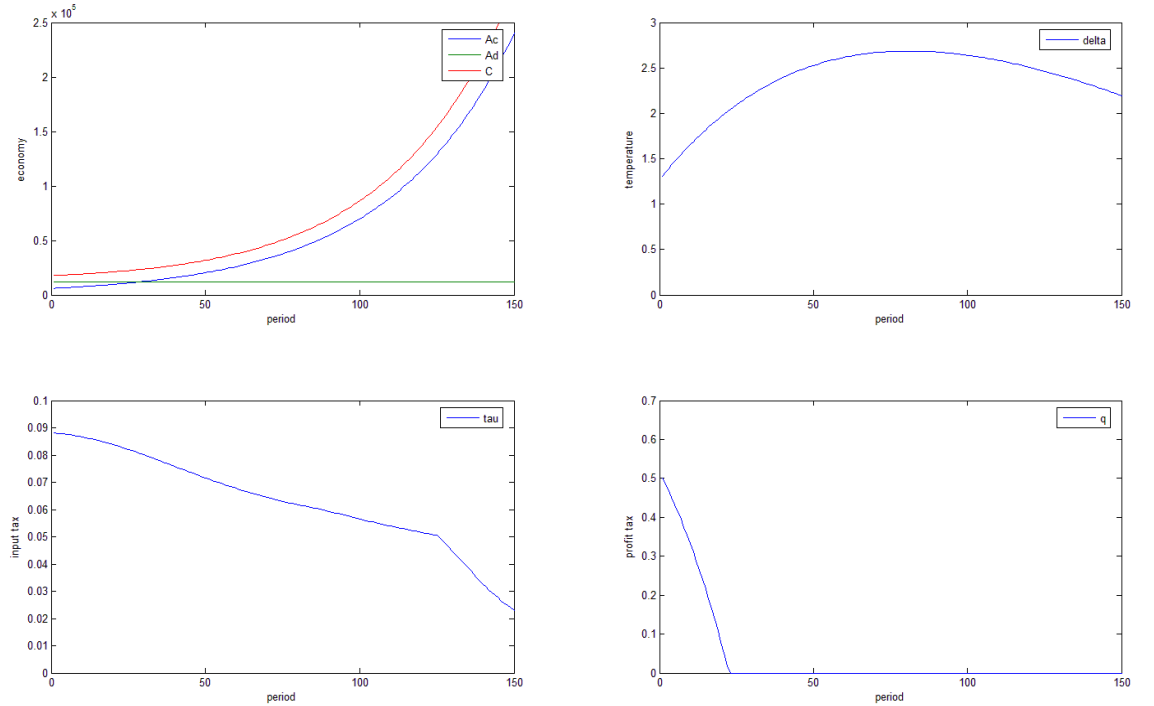 x 10^5
2.5
2
1.5
1
0.5
0
economy
0 50 100 150
period
Ac
Ad
C
3
2.5
2
1.5
1
0.5
0
temperature
0 50 100 150
period
delta
0.1
0.09
0.08
0.07
0.06
0.05
0.04
0.03
0.02
0.01
0
input tax
0 50 100 150
period
tau
0.7
0.6
0.5
0.4
0.3
0.2
0.1
0
profit tax
0 50 100 150
period
q